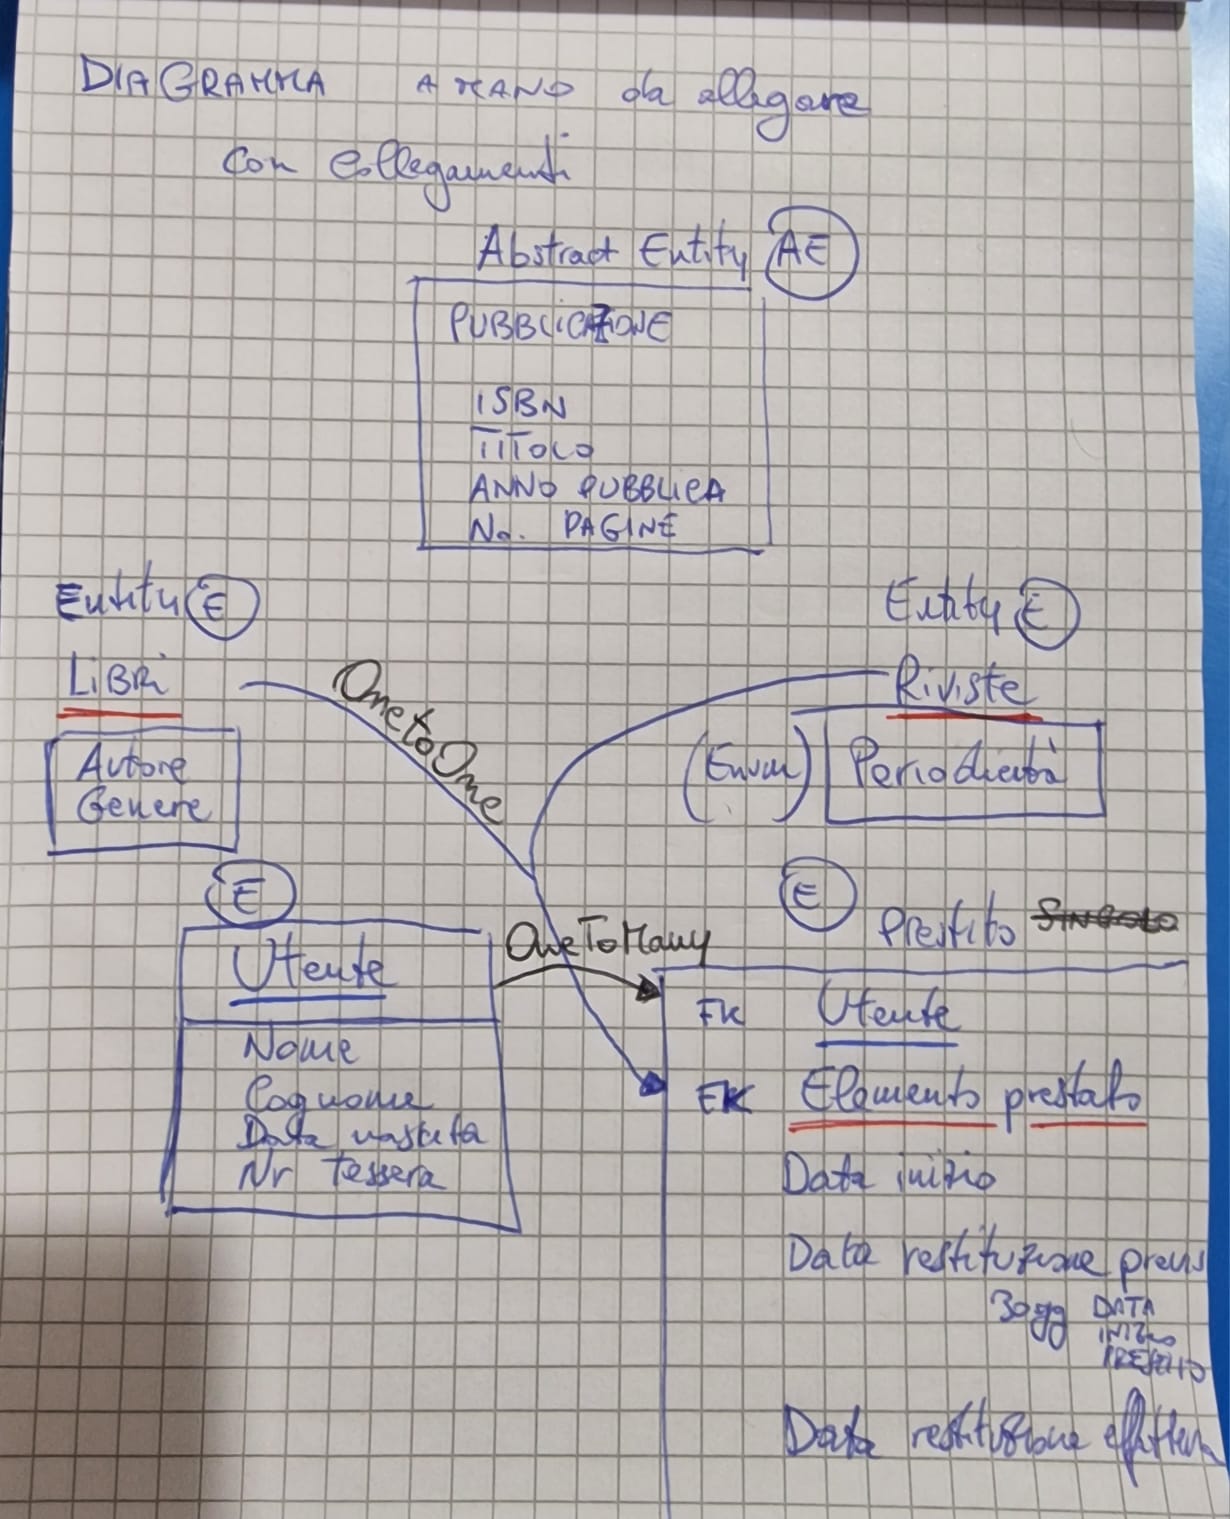 DIAGRAMMA A MANO da allegare
con collegamenti
Abstract Entity AE
PUBBLICAZIONE
ISBN
TITOLO
ANNO PUBBLICA
No. PAGINE
Entity E
Entity E
LIBRI
OnetoOne
Riviste
Autore
Genere
(Enum)
Periodicità
E
E
Prestito SINGOLO
Utente
OneToMany
FK Utente
Nome
Cognome
Data nascita
Nr tessera
FK Elemento prestato
Data inizio
Data restituzione previs
30gg DATA
INIZIO
PRESTITO
Data restituzione effettiva